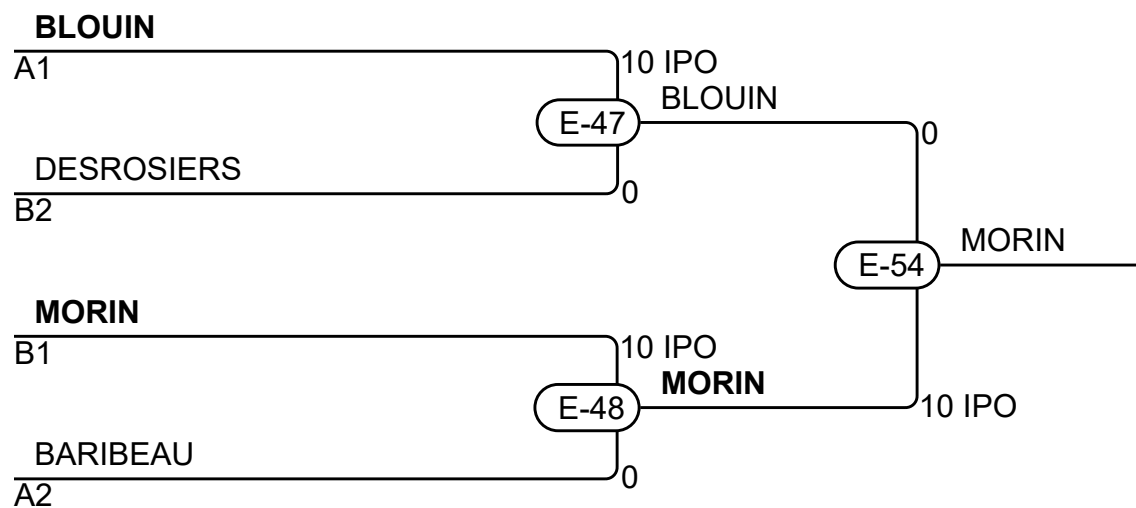 BLOUIN
A1
10 IPO
BLOUIN
E-47
0
DESROSIERS
B2
0
MORIN
E-54
MORIN
B1
10 IPO
MORIN
E-48
10 IPO
BARIBEAU
A2
0